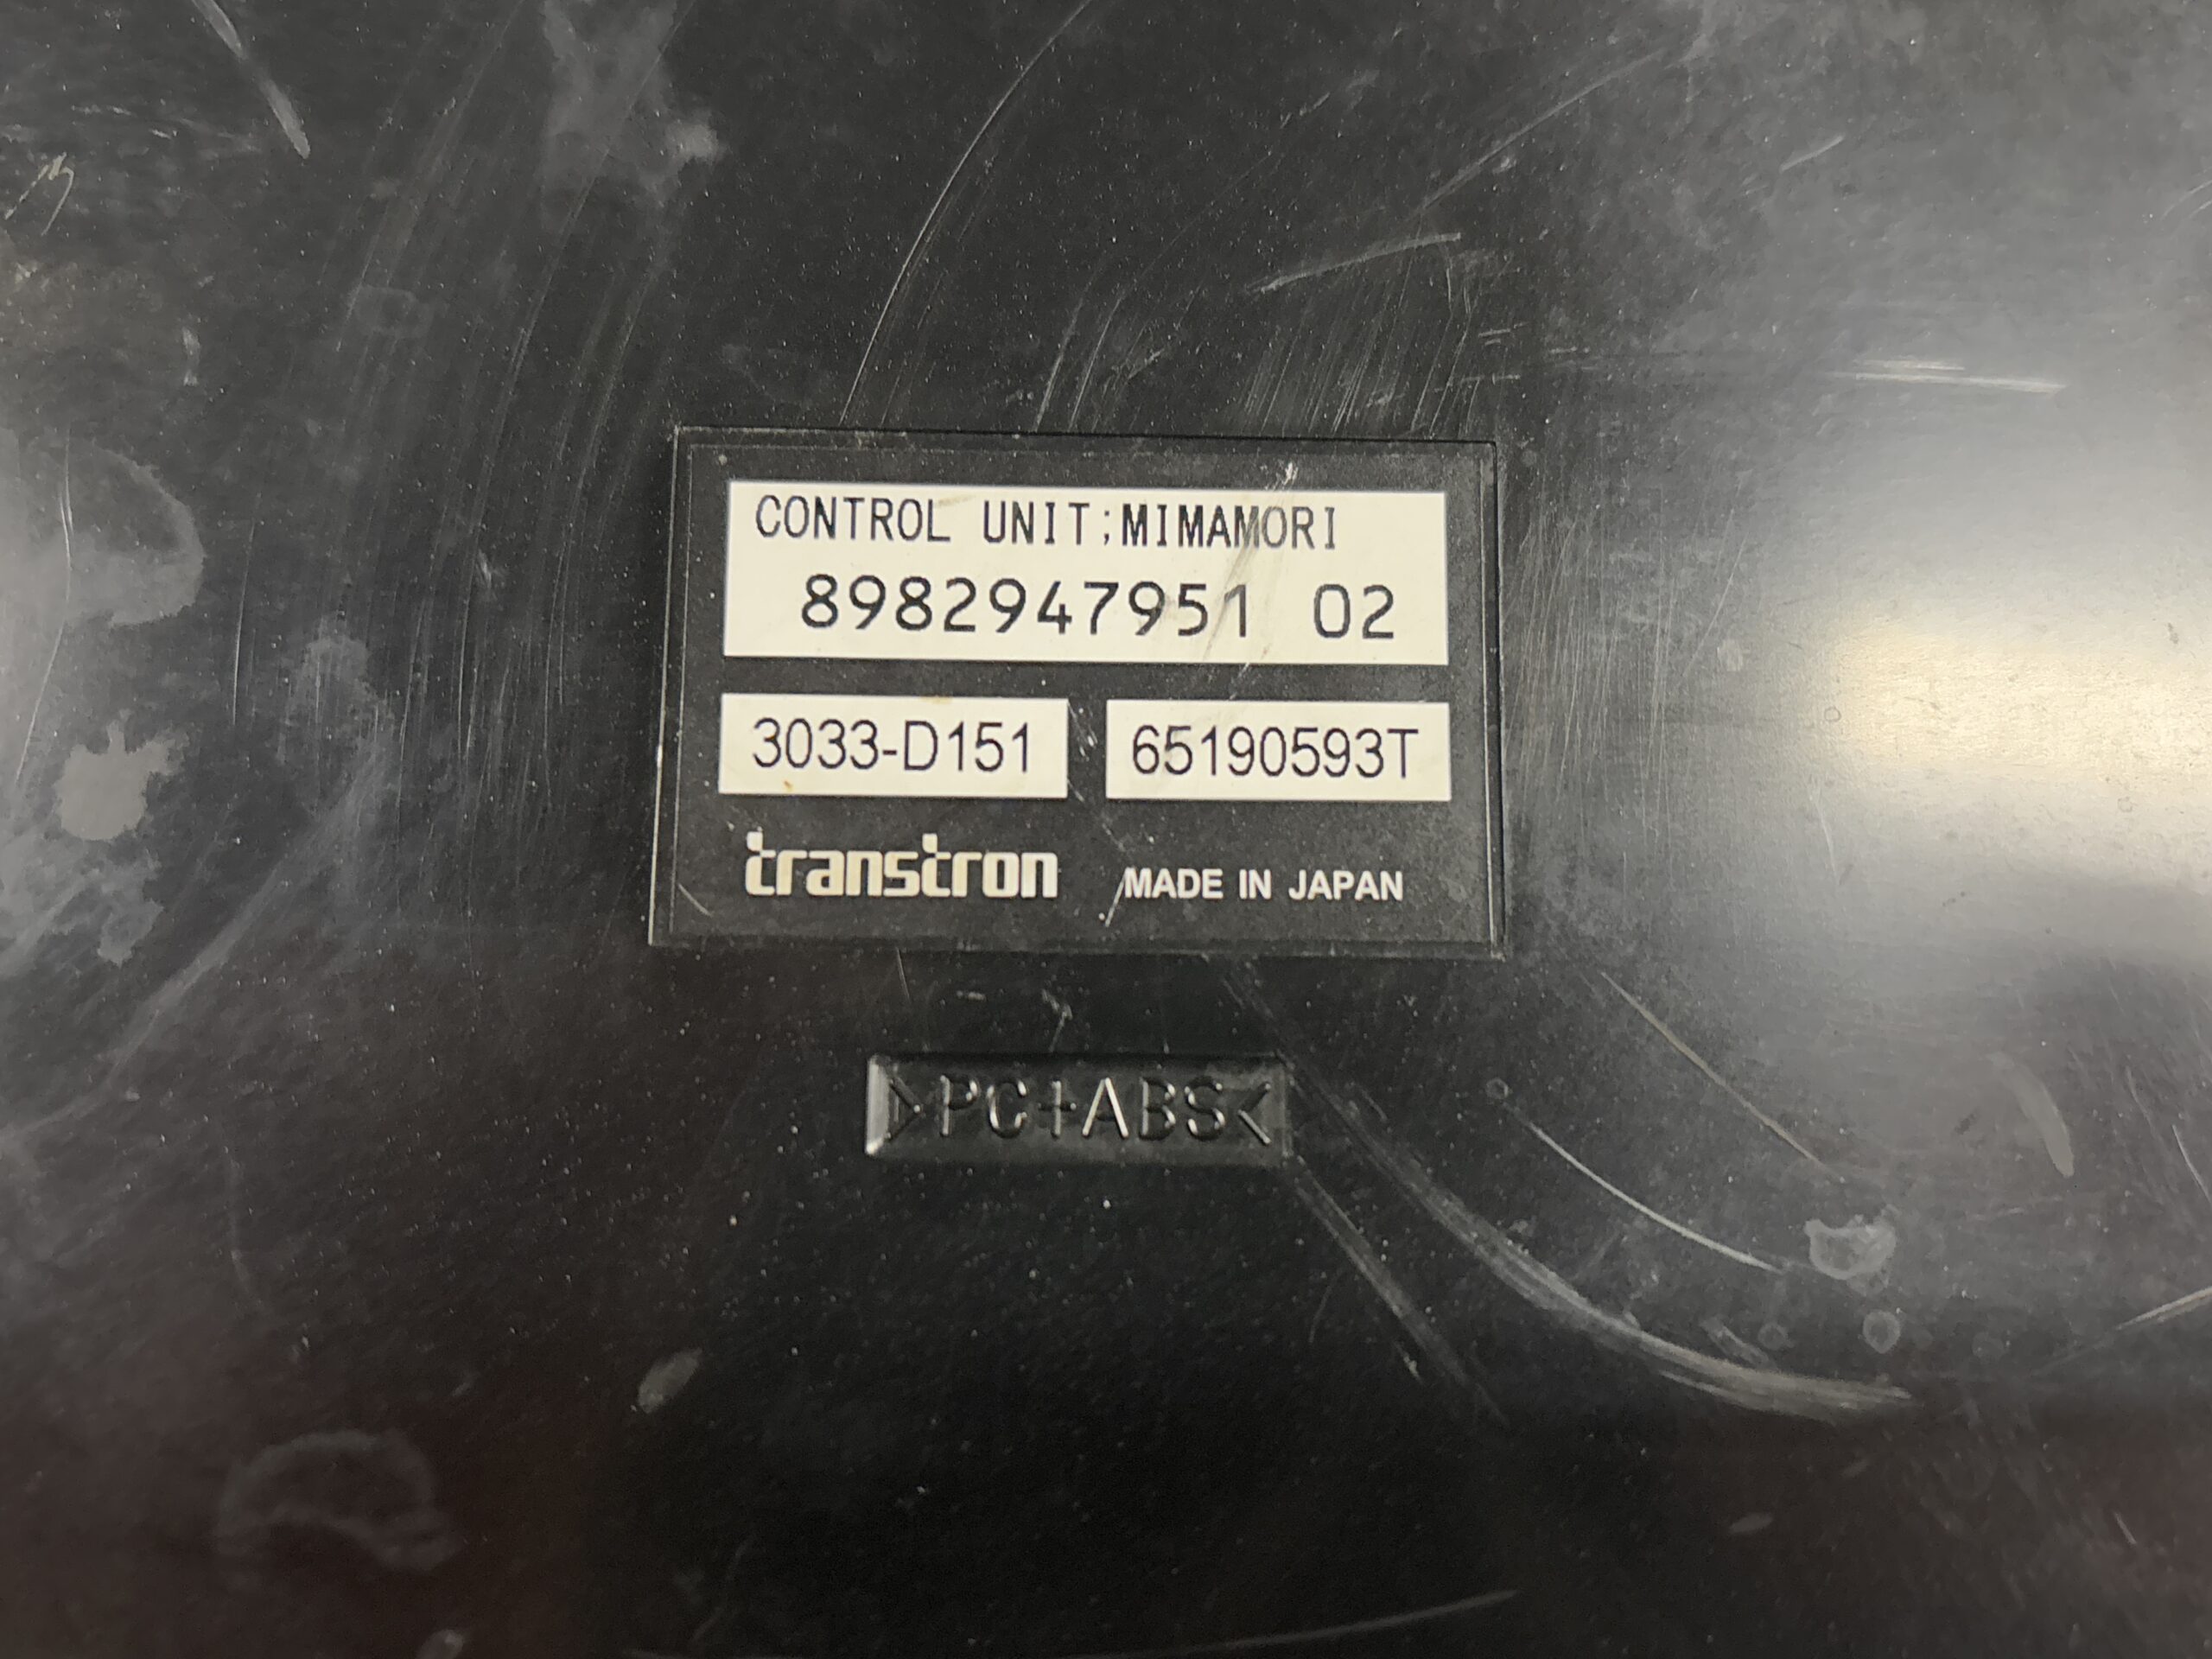 CONTROL UNIT;MIMAMORI
8982947951 02
3033-D151 65190593T
transtron MADE IN JAPAN
>PC+ABS<